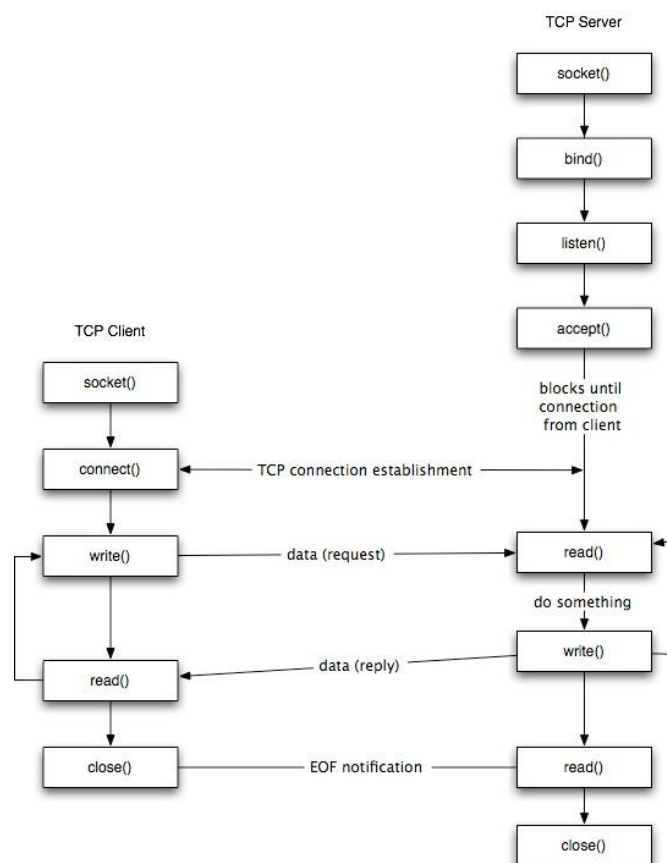 TCP Server
socket()
bind()
listen()
accept()
blocks until
connection
from client
TCP Client
socket()
connect()
TCP connection establishment
write()
data (request)
read()
do something
write()
data (reply)
read()
close()
EOF notification
read()
close()